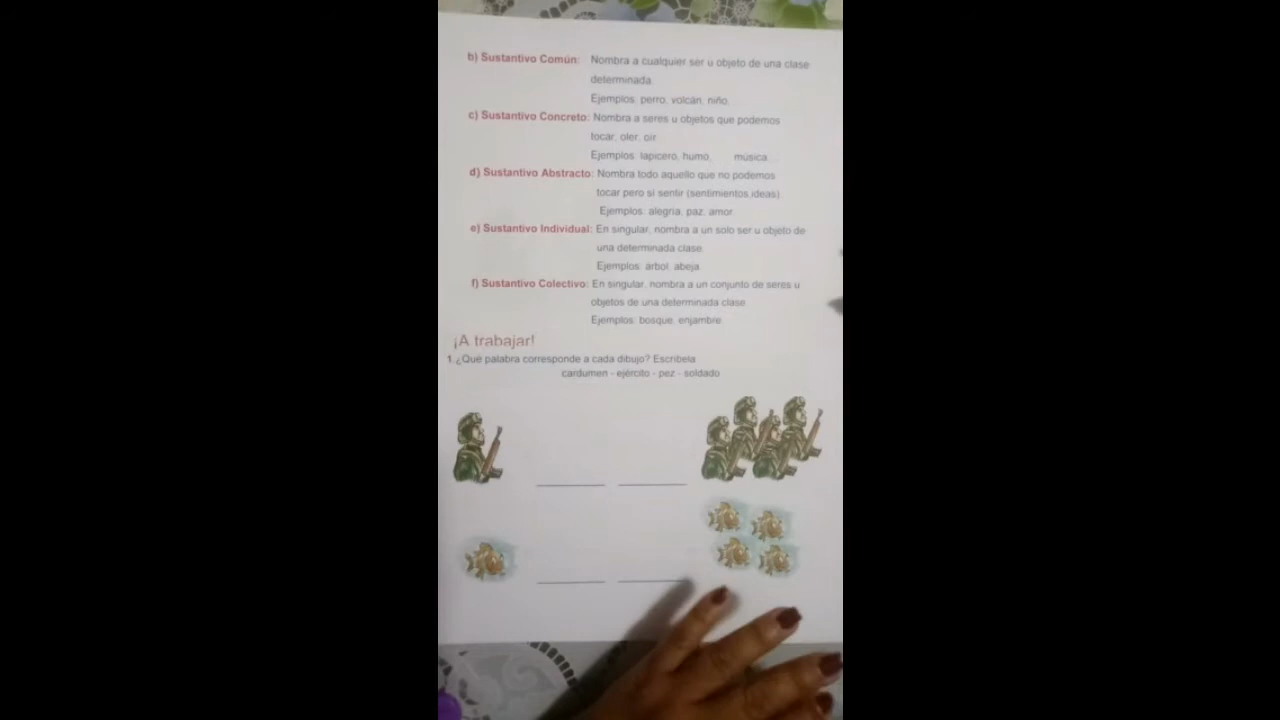 b) Sustantivo Común: Nombra a cualquier ser u objeto de una clase
determinada.
Ejemplos: perro, volcán, niño.
c) Sustantivo Concreto: Nombra a seres u objetos que podemos
tocar, oler, oír
Ejemplos: lapicero, humo, música...
d) Sustantivo Abstracto: Nombra todo aquello que no podemos
tocar pero sí sentir (sentimientos,ideas).
Ejemplos: alegría, paz, amor.
e) Sustantivo Individual: En singular, nombra a un solo ser u objeto de
una determinada clase.
Ejemplos: árbol, abeja.
f) Sustantivo Colectivo: En singular, nombra a un conjunto de seres u
objetos de una determinada clase.
Ejemplos: bosque, enjambre.
¡A trabajar!
1.¿Qué palabra corresponde a cada dibujo? Escríbela
cardumen - ejército - pez - soldado